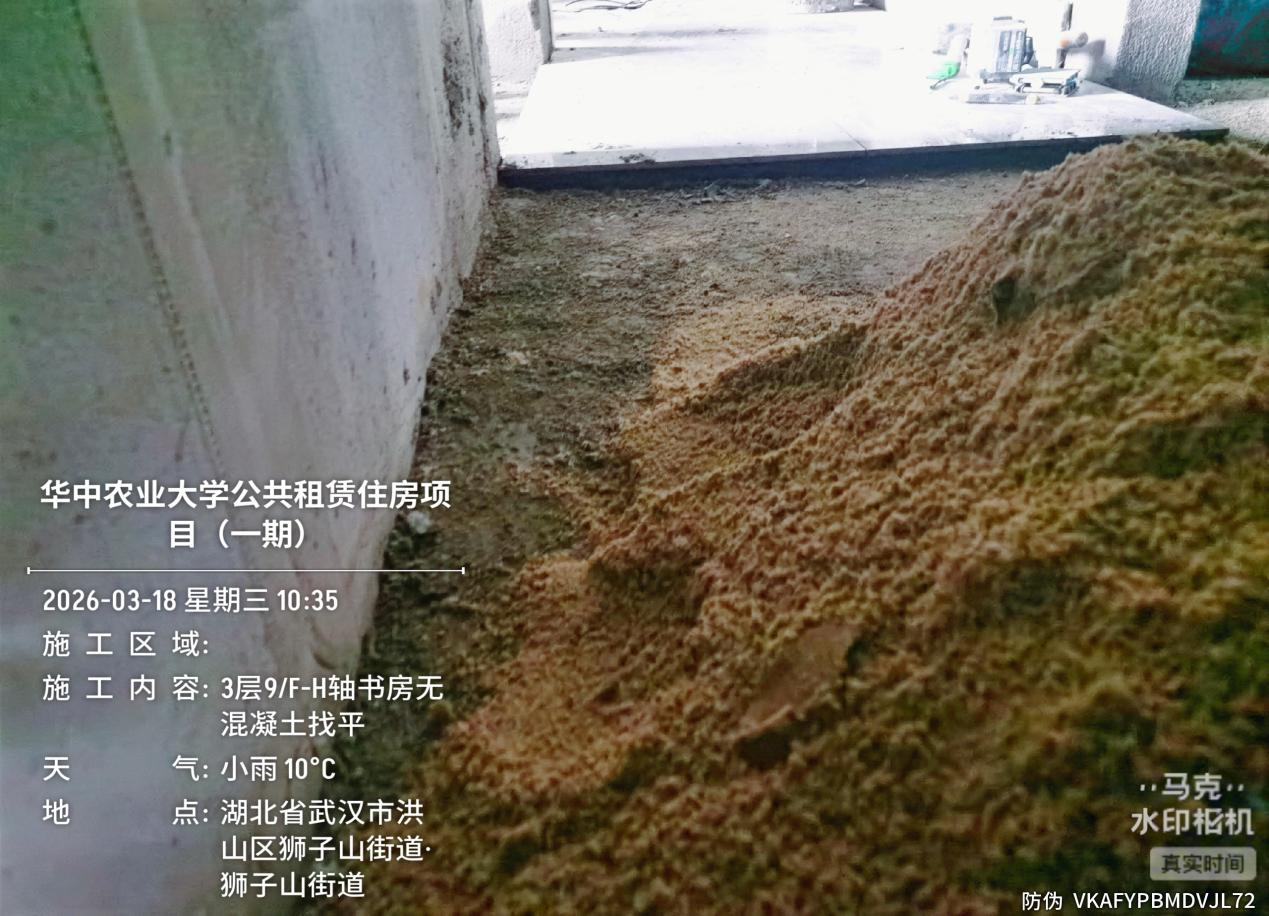 华中农业大学公共租赁住房项
目（一期）
2026-03-18 星期三 10:35
施工区域:
施工内容: 3层9/F-H轴书房无
混凝土找平
天气: 小雨 10°C
地点: 湖北省武汉市洪
山区狮子山街道·
狮子山街道
马克
水印相机
真实时间
防伪 VKAFYPBMDVJL72